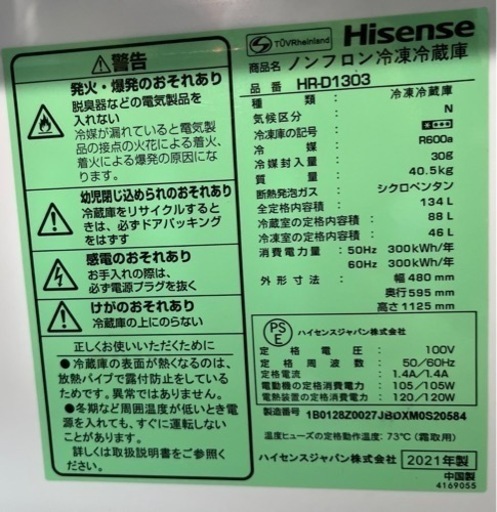 警告
発火・爆発のおそれあり
脱臭器などの電気製品を
入れない
冷媒が漏れていると電気製
品の接点の火花による着火、
着火による爆発の原因にな
ります。
幼児閉じ込められのおそれあり
冷蔵庫をリサイクルすると
きは、必ずドアパッキング
をはずす
感電のおそれあり
お手入れの際は、
必ず電源プラグを抜く
けがのおそれあり
冷蔵庫の上にのらない
正しくお使いいただくために
●冷蔵庫の表面が熱くなるのは、
放熱パイプで露付防止をしている
ためです。異常ではありません。
●冬期など周囲温度が低いとき電
源を入れても、すぐに運転しない
ことがあります。
詳しくは取扱説明書をご参照ください。
TÜVRheinland
Hisense
商品名 ノンフロン冷凍冷蔵庫
品番 HR-D1303
種類:冷凍冷蔵庫
気候区分:N
冷凍庫の記号:
冷媒:R600a
冷媒封入量:30g
質量:40.5kg
断熱発泡ガス:シクロペンタン
全定格内容積:134 L
冷蔵室の定格内容積:88 L
冷凍室の定格内容積:46 L
消費電力量:50Hz 300kWh/年
60Hz 300kWh/年
外形寸法:幅 480 mm
奥行 595 mm
高さ 1125 mm
PS
E
ハイセンスジャパン株式会社
定格電圧:100V
定格周波数:50/60Hz
定格電流:1.4A/1.4A
電動機の定格消費電力:105/105W
電熱装置の定格消費電力:120/120W
製造番号 1B0128Z0027JBDXM0S20584
温度ヒューズの定格動作温度:73℃(霜取用)
ハイセンスジャパン株式会社 2021年製
中国製
4169055